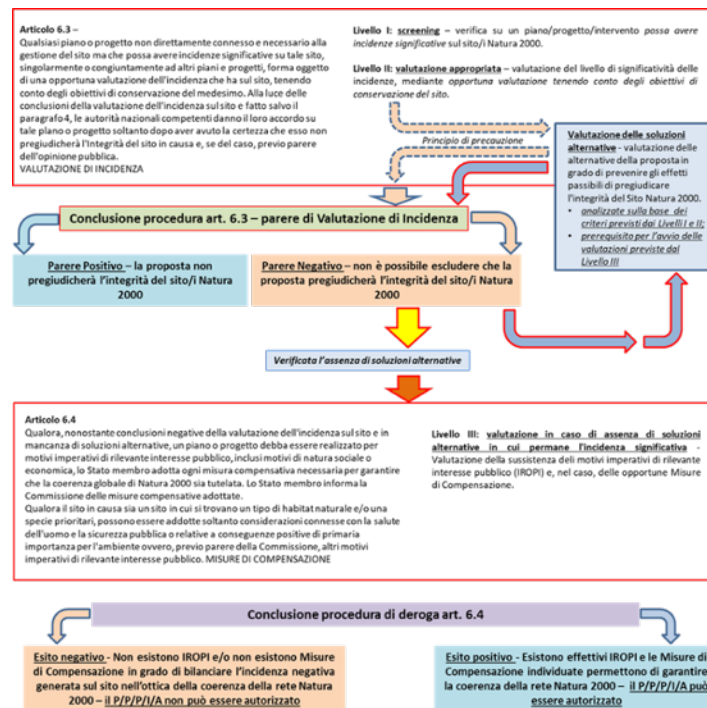 Articolo 6.3 –
Qualsiasi piano o progetto non direttamente connesso e necessario alla
gestione del sito ma che possa avere incidenze significative su tale sito,
singolarmente o congiuntamente ad altri piani e progetti, forma oggetto
di una opportuna valutazione dell'incidenza che ha sul sito, tenendo
conto degli obiettivi di conservazione del medesimo. Alla luce delle
conclusioni della valutazione dell'incidenza sul sito e fatto salvo il
paragrafo 4, le autorità nazionali competenti danno il loro accordo su
tale piano o progetto soltanto dopo aver avuto la certezza che esso non
pregiudicherà l'integrità del sito in causa e, se del caso, previo parere
dell'opinione pubblica.
VALUTAZIONE DI INCIDENZA
Livello I: screening – verifica su un piano/progetto/intervento possa avere
incidenze significative sul sito/i Natura 2000.
Livello II: valutazione appropriata – valutazione del livello di significatività delle
incidenze, mediante opportuna valutazione tenendo conto degli obiettivi di
conservazione del sito.
Principio di precauzione
Valutazione delle soluzioni
alternative - valutazione delle
alternative della proposta in
grado di prevenire gli effetti
passibili di pregiudicare
l'integrità del Sito Natura 2000.
• analizzate sulla base dei
criteri previsti dai Livelli I e II;
• prerequisito per l'avvio delle
valutazioni previste dal
Livello III
Conclusione procedura art. 6.3 – parere di Valutazione di Incidenza
Parere Positivo – la proposta non
pregiudicherà l'integrità del sito/i Natura
2000
Parere Negativo – non è possibile escludere che la
proposta pregiudicherà l'integrità del sito/i Natura
2000
Verificata l'assenza di soluzioni alternative
Articolo 6.4
Qualora, nonostante conclusioni negative della valutazione dell'incidenza sul sito e in
mancanza di soluzioni alternative, un piano o progetto debba essere realizzato per
motivi imperativi di rilevante interesse pubblico, inclusi motivi di natura sociale o
economica, lo Stato membro adotta ogni misura compensativa necessaria per garantire
che la coerenza globale di Natura 2000 sia tutelata. Lo Stato membro informa la
Commissione delle misure compensative adottate.
Qualora il sito in causa sia un sito in cui si trovano un tipo di habitat naturale e/o una
specie prioritari, possono essere addotte soltanto considerazioni connesse con la salute
dell'uomo e la sicurezza pubblica o relative a conseguenze positive di primaria
importanza per l'ambiente ovvero, previo parere della Commissione, altri motivi
imperativi di rilevante interesse pubblico. MISURE DI COMPENSAZIONE
Livello III: valutazione in caso di assenza di soluzioni
alternative in cui permane l'incidenza significativa -
Valutazione della sussistenza deli motivi imperativi di rilevante
interesse pubblico (IROPI) e, nel caso, delle opportune Misure
di Compensazione.
Conclusione procedura di deroga art. 6.4
Esito negativo - Non esistono IROPI e/o non esistono Misure
di Compensazione in grado di bilanciare l'incidenza negativa
generata sul sito nell'ottica della coerenza della rete Natura
2000 – il P/P/P/I/A non può essere autorizzato
Esito positivo - Esistono effettivi IROPI e le Misure di
Compensazione individuate permettono di garantire
la coerenza della rete Natura 2000 – il P/P/P/I/A può
essere autorizzato